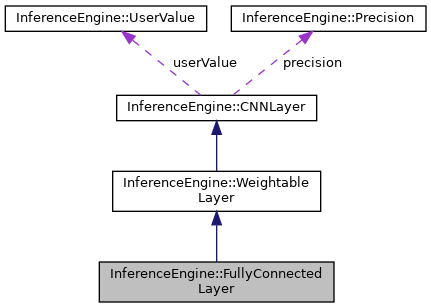 InferenceEngine::UserValue
InferenceEngine::Precision
userValue
precision
InferenceEngine::CNNLayer
InferenceEngine::Weightable
Layer
InferenceEngine::FullyConnected
Layer